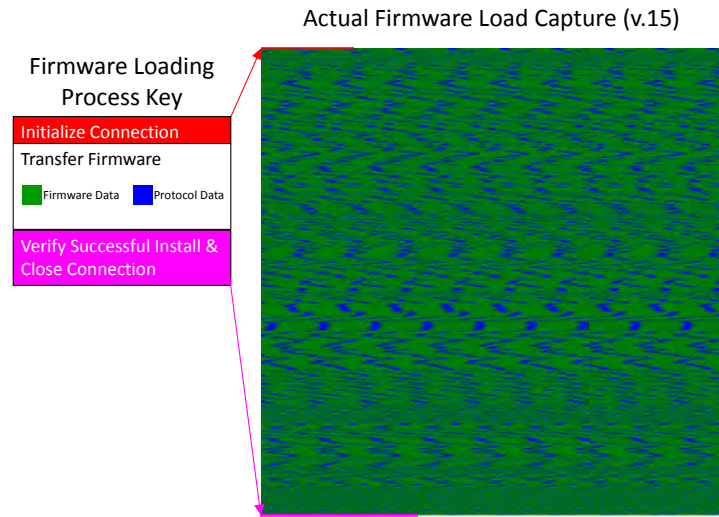 Actual Firmware Load Capture (v.15)
Firmware Loading
Process Key
Initialize Connection
Transfer Firmware
Firmware Data Protocol Data
Verify Successful Install &
Close Connection